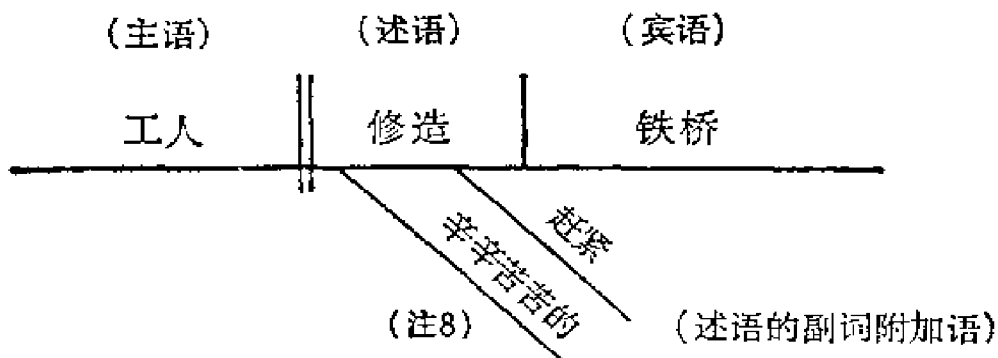 (主语) (述语) (宾语)
工人 修造 铁桥
辛辛苦苦的
赶紧
(注8) (述语的副词附加语)